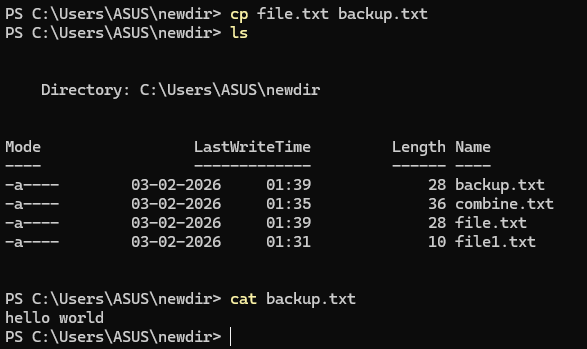 PS C:\Users\ASUS\newdir> cp file.txt backup.txt
PS C:\Users\ASUS\newdir> ls
Directory: C:\Users\ASUS\newdir
Mode LastWriteTime Length Name
---- ------------- ------ ----
-a---- 03-02-2026 01:39 28 backup.txt
-a---- 03-02-2026 01:35 36 combine.txt
-a---- 03-02-2026 01:39 28 file.txt
-a---- 03-02-2026 01:31 10 file1.txt
PS C:\Users\ASUS\newdir> cat backup.txt
hello world
PS C:\Users\ASUS\newdir>